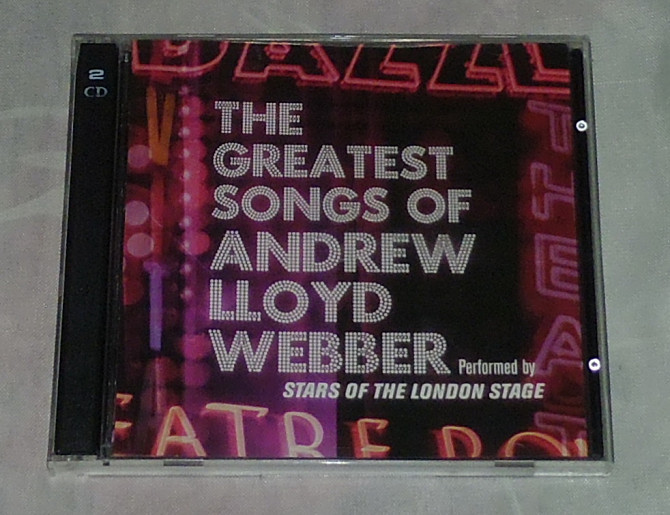 2
CD
THE
GREATEST
SONGS OF
ANDREW
LLOYD
WEBBER
Performed by
STARS OF THE LONDON STAGE